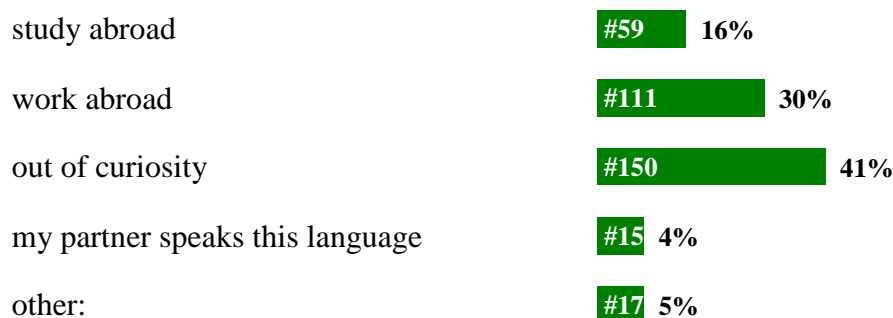 study abroad #59 16%
work abroad #111 30%
out of curiosity #150 41%
my partner speaks this language #15 4%
other: #17 5%